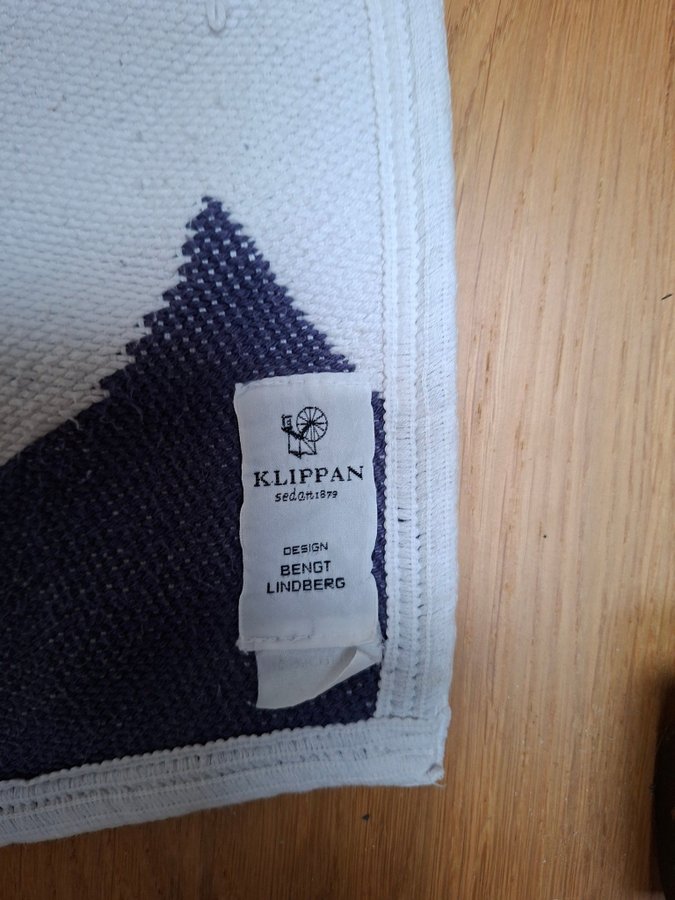 KLIPPAN
sedan 1879
DESIGN
BENGT
LINDBERG